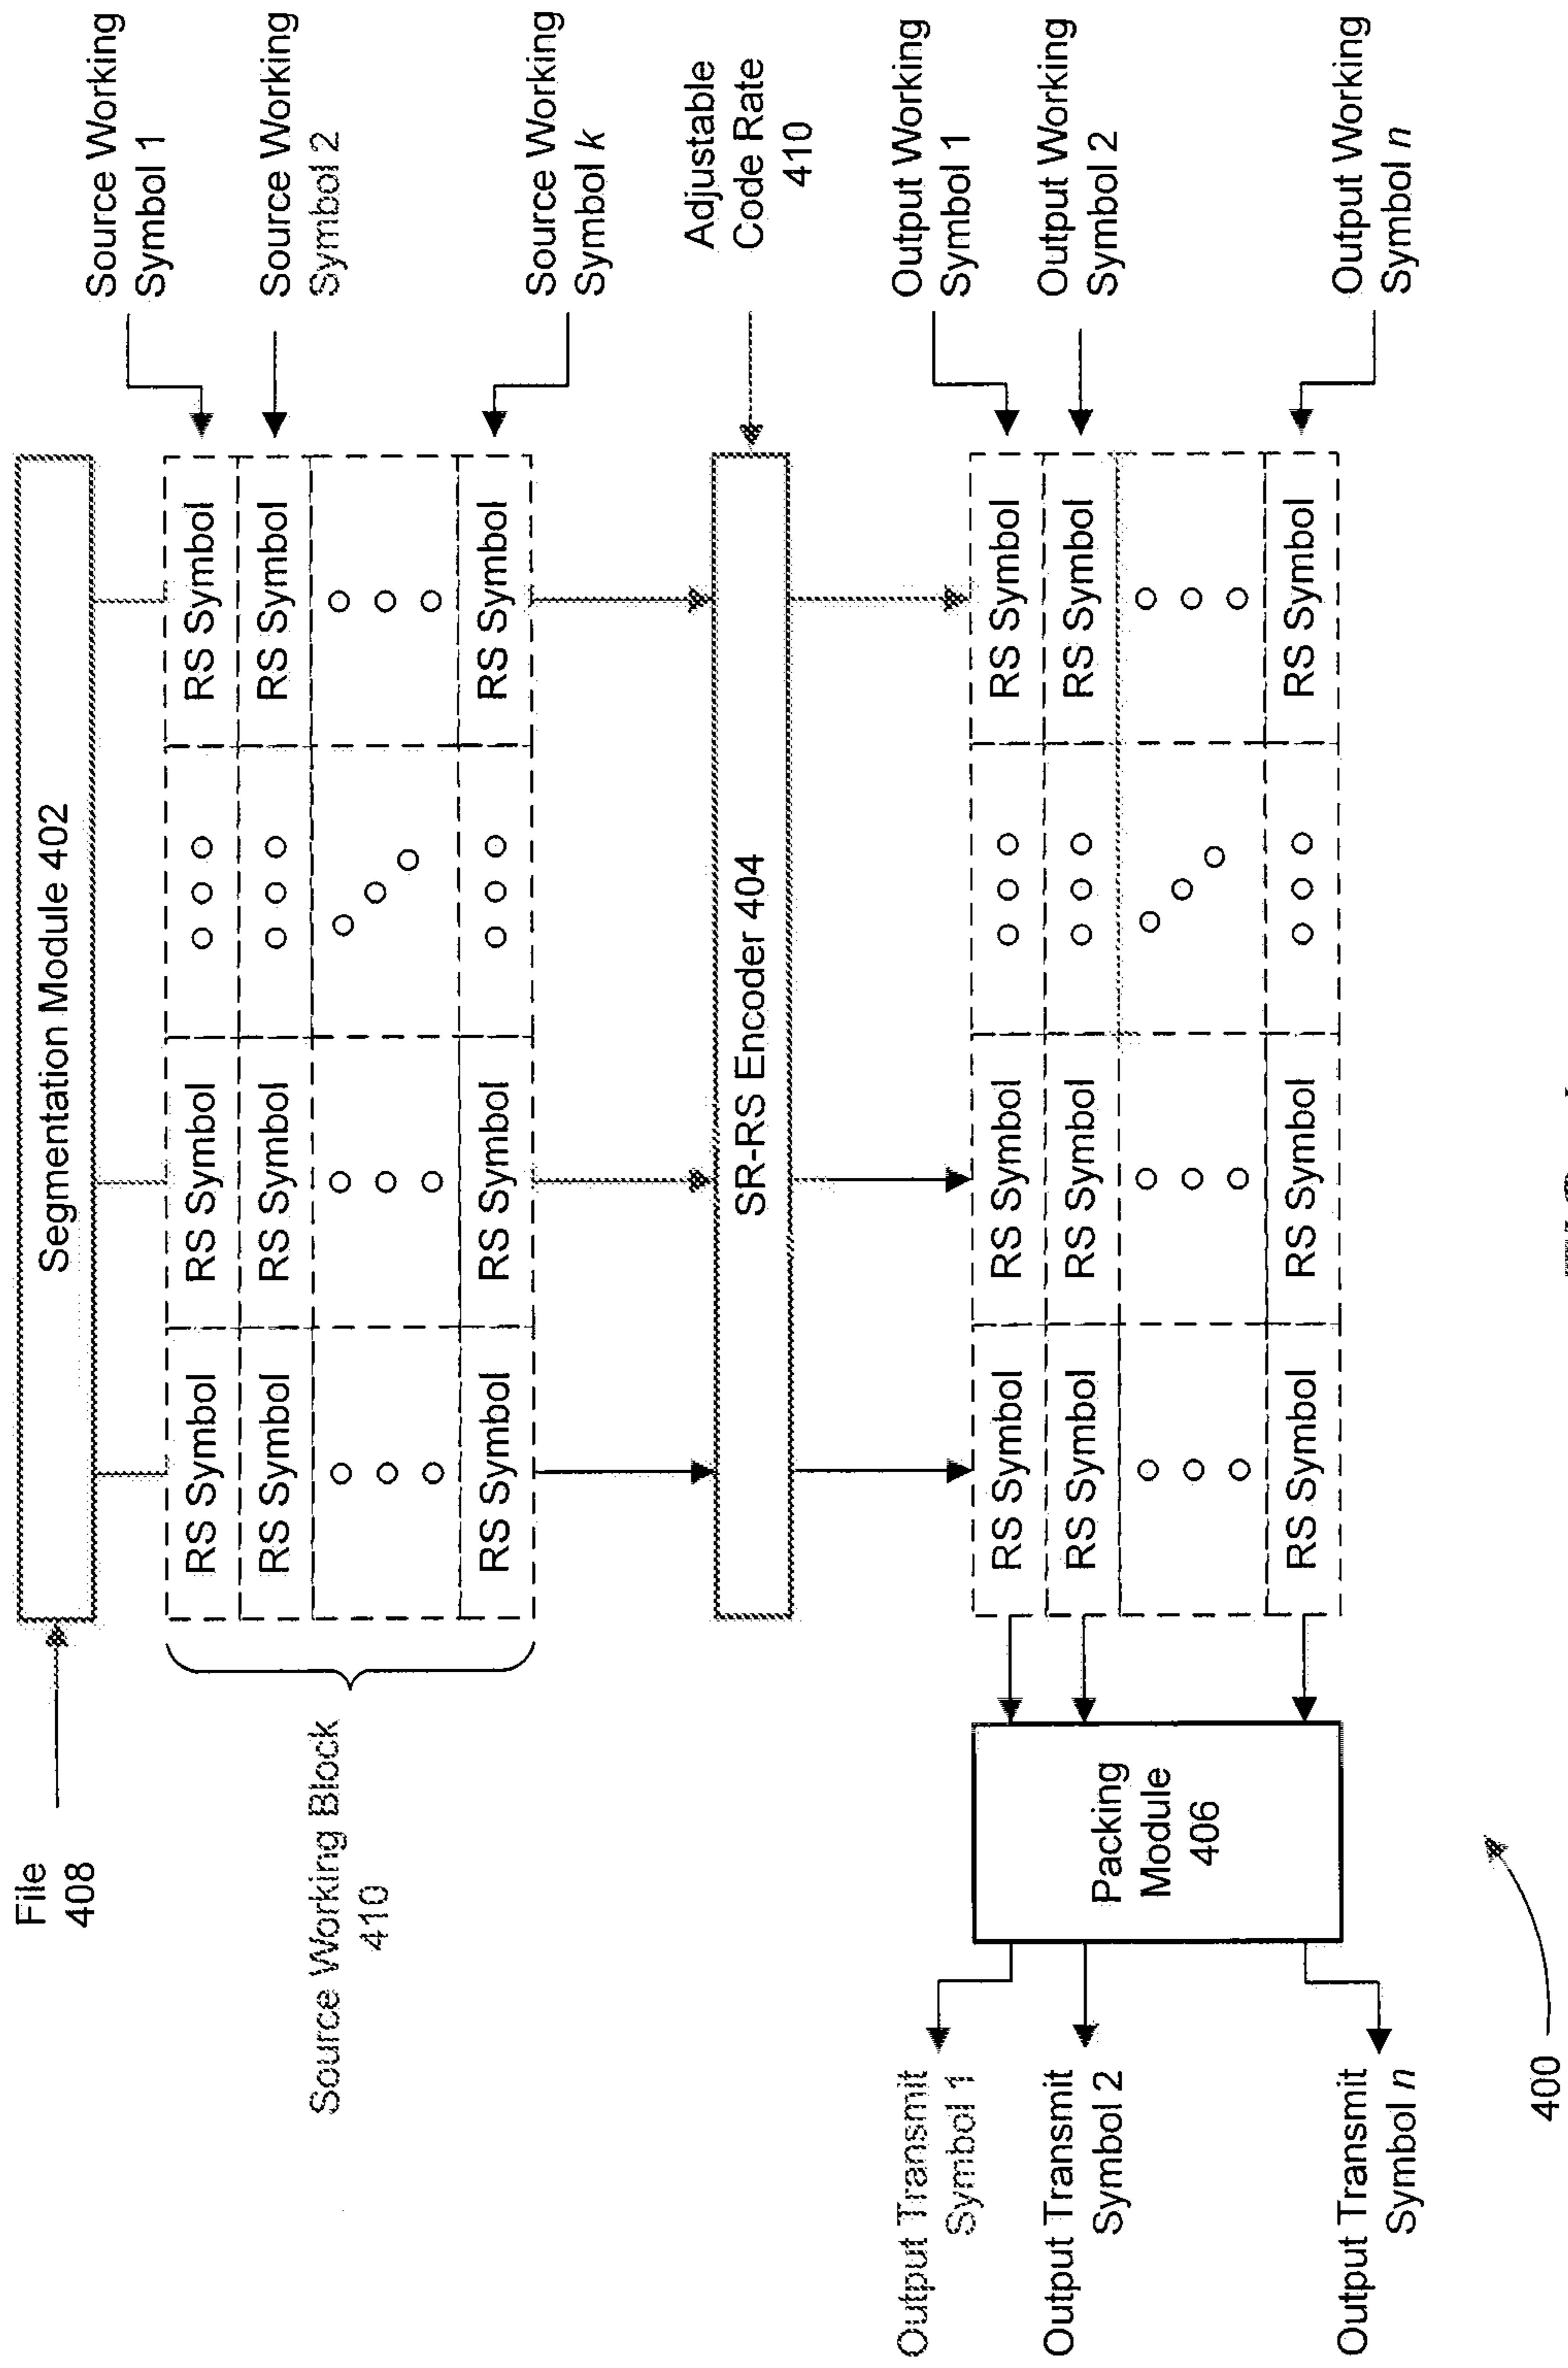 File
408
Segmentation Module 402
Source Working
Symbol 1
RS Symbol
RS Symbol
RS Symbol
Source Working
Symbol 2
RS Symbol
RS Symbol
RS Symbol
Source Working Block
410
Source Working
Symbol k
RS Symbol
RS Symbol
RS Symbol
SR-RS Encoder 404
Adjustable
Code Rate
410
Output Transmit
Symbol 1
Output Transmit
Symbol 2
Output Transmit
Symbol n
Packing
Module
406
RS Symbol
RS Symbol
RS Symbol
Output Working
Symbol 1
RS Symbol
RS Symbol
RS Symbol
Output Working
Symbol 2
RS Symbol
RS Symbol
RS Symbol
Output Working
Symbol n
400